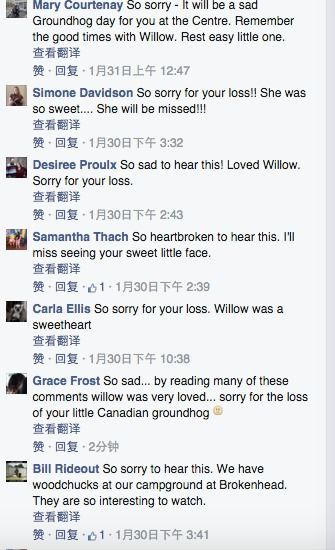 Mary Courtenay So sorry - It will be a sad
Groundhog day for you at the Centre. Remember
the good times with Willow. Rest easy little one.
查看翻译
赞 · 回复 · 1月31日上午 12:47
Simone Davidson So sorry for your loss!! She was
so sweet.... She will be missed!!!
查看翻译
赞 · 回复 · 1月30日下午 3:32
Desiree Proulx So sad to hear this! Loved Willow.
Sorry for your loss.
查看翻译
赞 · 回复 · 1月30日下午 2:43
Samantha Thach So heartbroken to hear this. I'll
miss seeing your sweet little face.
查看翻译
赞 · 回复 · 1 · 1月30日下午 2:39
Carla Ellis So sorry for your loss. Willow was a
sweetheart
查看翻译
赞 · 回复 · 1月30日下午 10:38
Grace Frost So sad... by reading many of these
comments willow was very loved... sorry for the loss
of your little Canadian groundhog
查看翻译
赞 · 回复 · 2分钟
Bill Rideout So sorry to hear this. We have
woodchucks at our campground at Brokenhead.
They are so interesting to watch.
查看翻译
赞 · 回复 · 1 · 1月30日下午 3:41